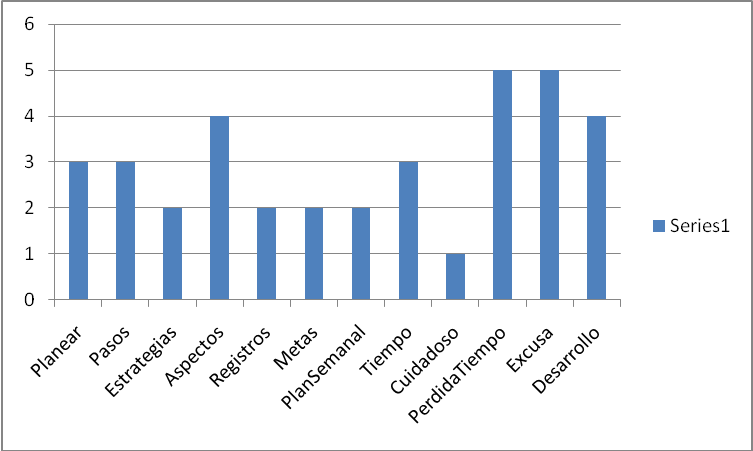 6
5
4
3
2
1
0
Planear
Pasos
Estrategias
Aspectos
Registros
Metas
PlanSemanal
Tiempo
Cuidadoso
PerdidaTiempo
Excusa
Desarrollo
Series1